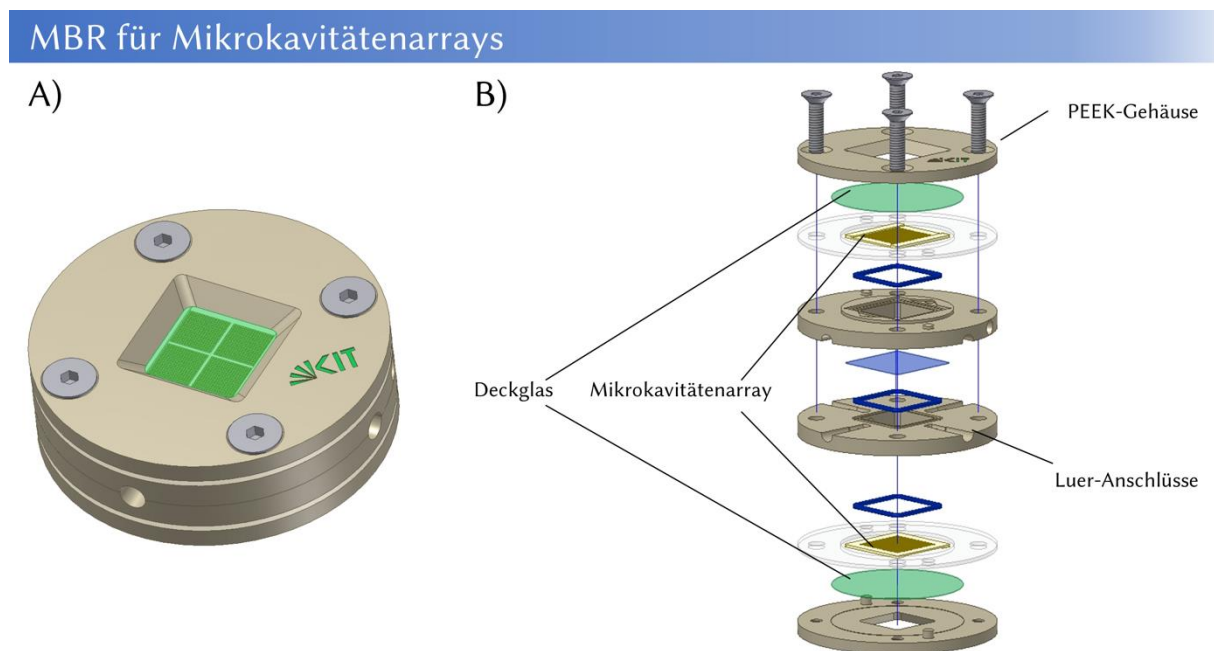 MBR für Mikrokavitätenarrays
A)
B)
PEEK-Gehäuse
KIT
KIT
Deckglas
Mikrokavitätenarray
Luer-Anschlüsse